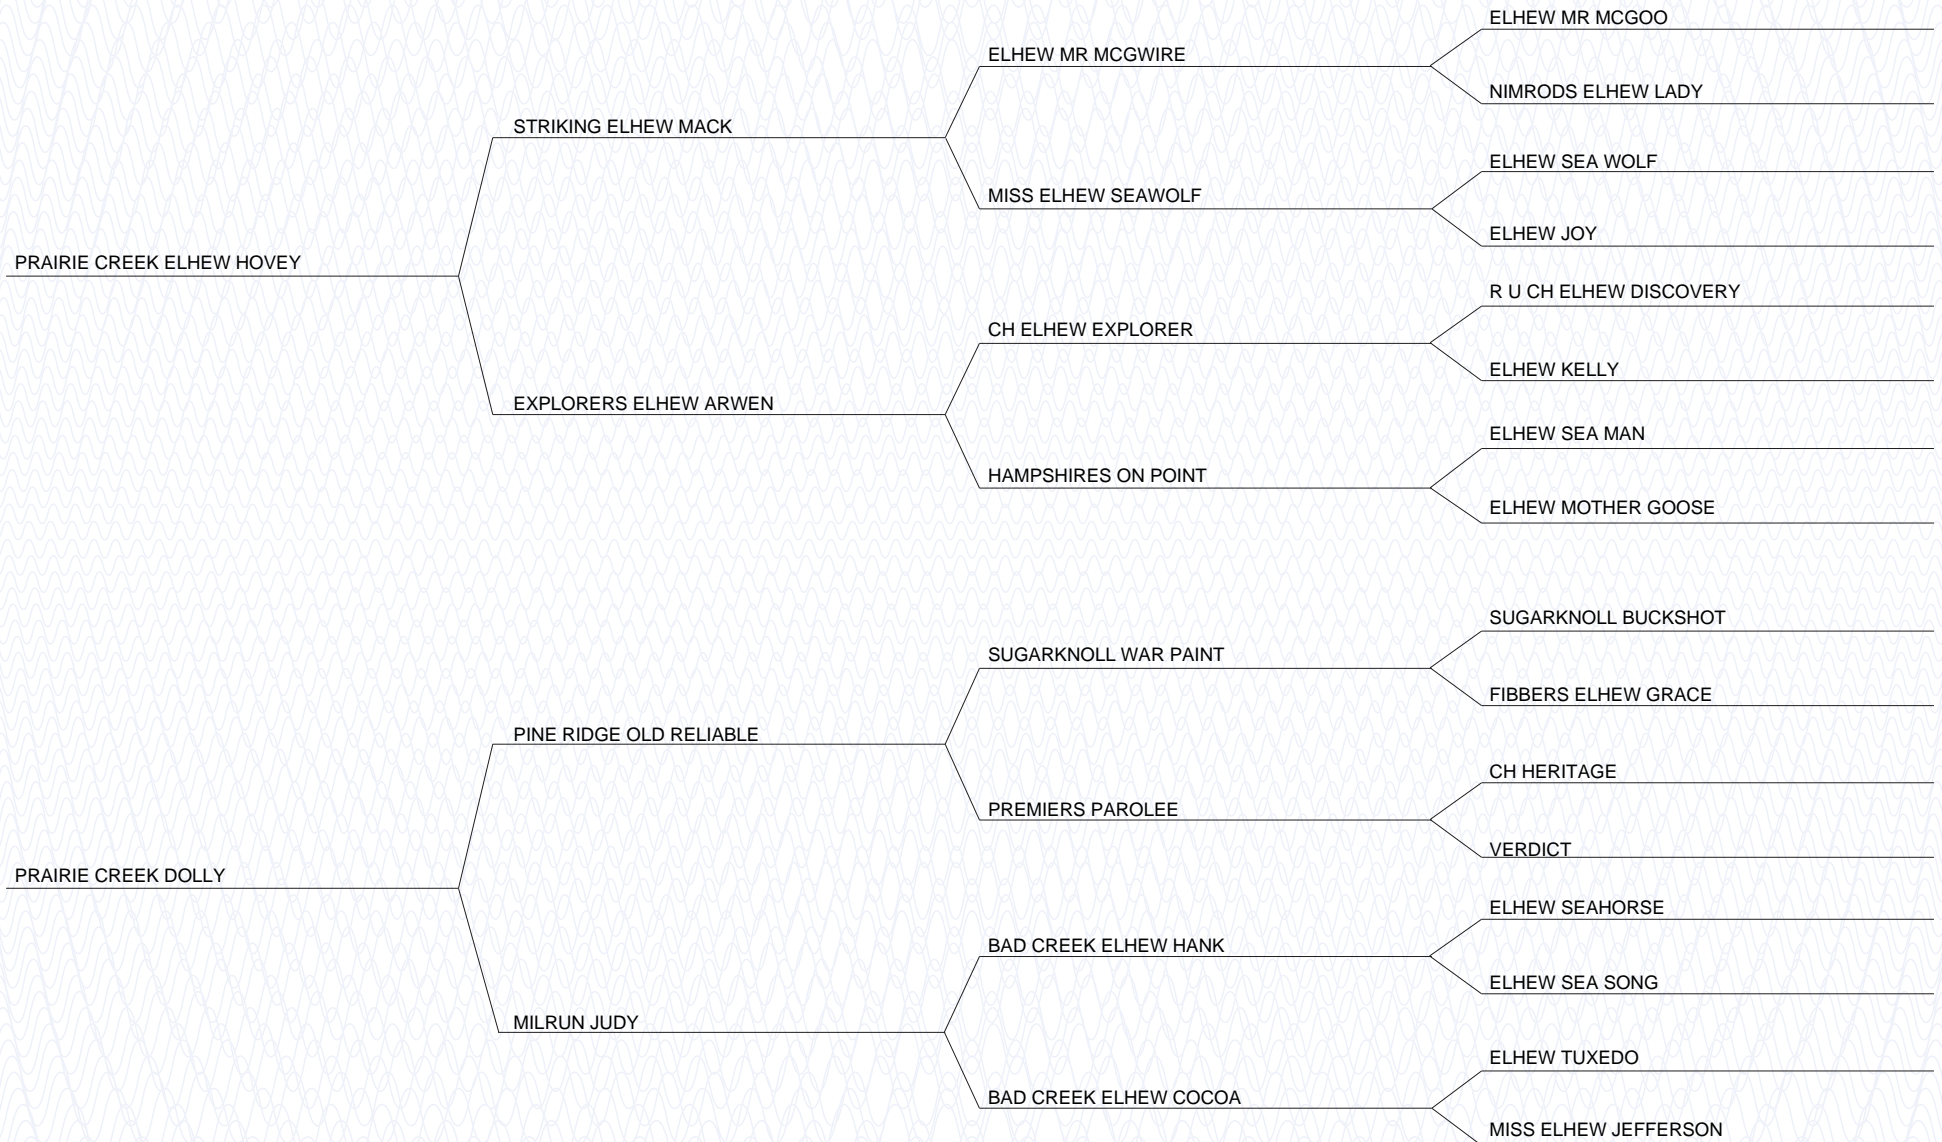 ELHEW MR MCGOO
ELHEW MR MCGWIRE
NIMRODS ELHEW LADY
STRIKING ELHEW MACK
ELHEW SEA WOLF
MISS ELHEW SEAWOLF
ELHEW JOY
PRAIRIE CREEK ELHEW HOVEY
R U CH ELHEW DISCOVERY
CH ELHEW EXPLORER
ELHEW KELLY
EXPLORERS ELHEW ARWEN
ELHEW SEA MAN
HAMPSHIRES ON POINT
ELHEW MOTHER GOOSE
SUGARKNOLL BUCKSHOT
SUGARKNOLL WAR PAINT
FIBBERS ELHEW GRACE
PINE RIDGE OLD RELIABLE
CH HERITAGE
PREMIERS PAROLEE
VERDICT
PRAIRIE CREEK DOLLY
ELHEW SEAHORSE
BAD CREEK ELHEW HANK
ELHEW SEA SONG
MILRUN JUDY
ELHEW TUXEDO
BAD CREEK ELHEW COCOA
MISS ELHEW JEFFERSON